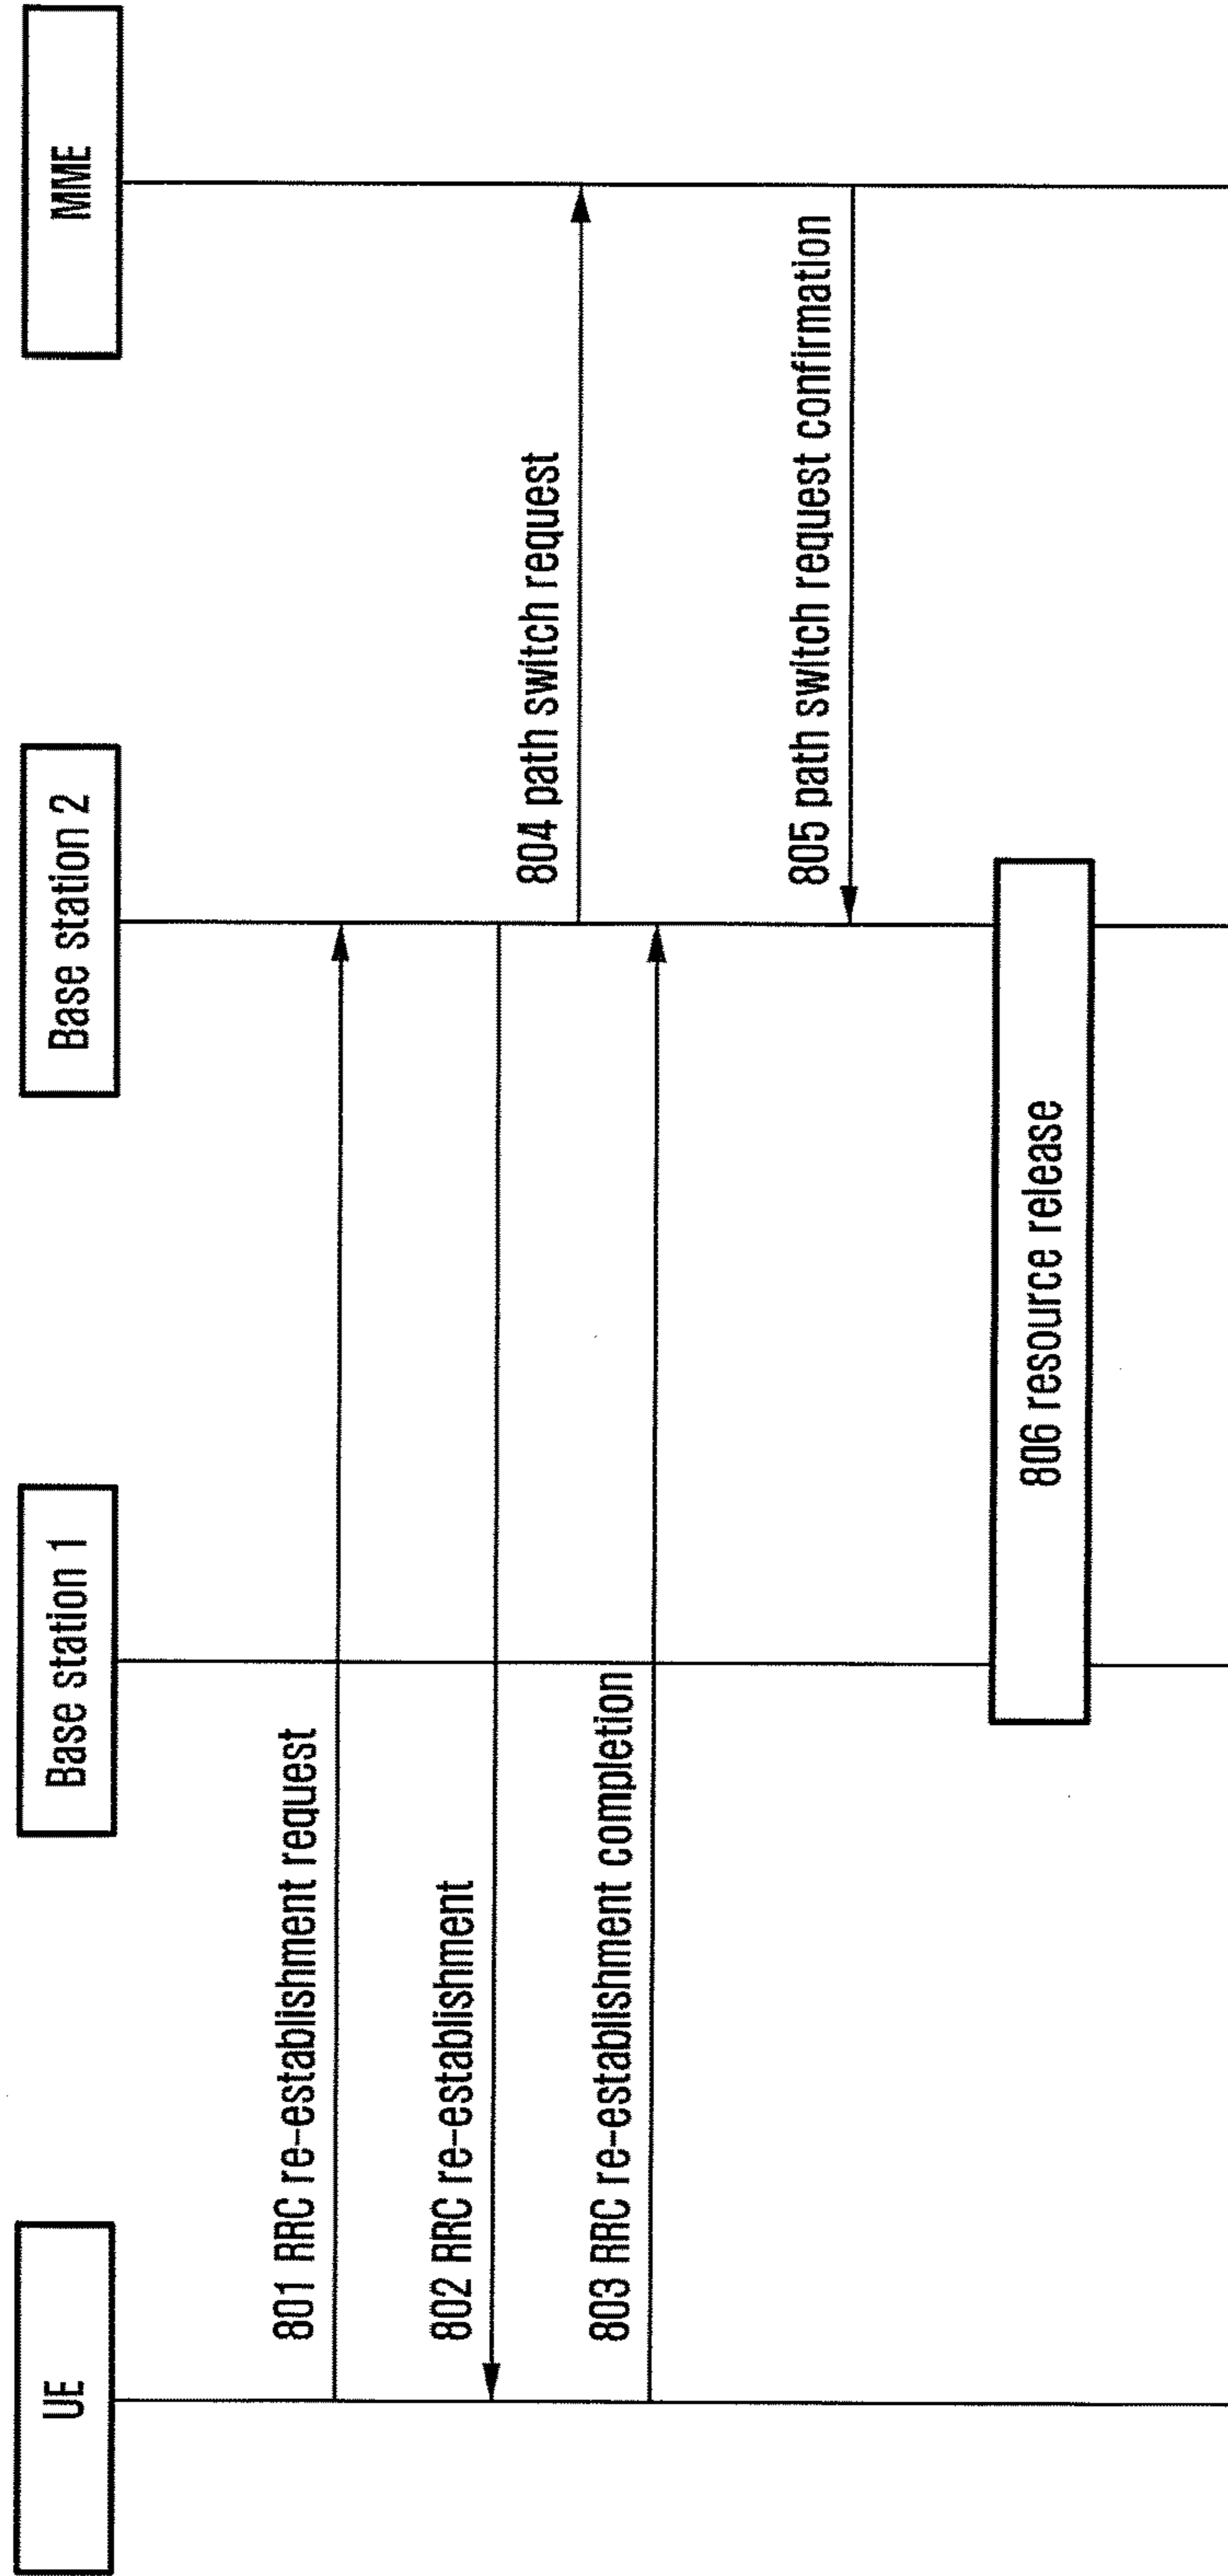 UE
Base station 1
Base station 2
MME
801 RRC re-establishment request
802 RRC re-establishment
804 path switch request
803 RRC re-establishment completion
805 path switch request confirmation
806 resource release